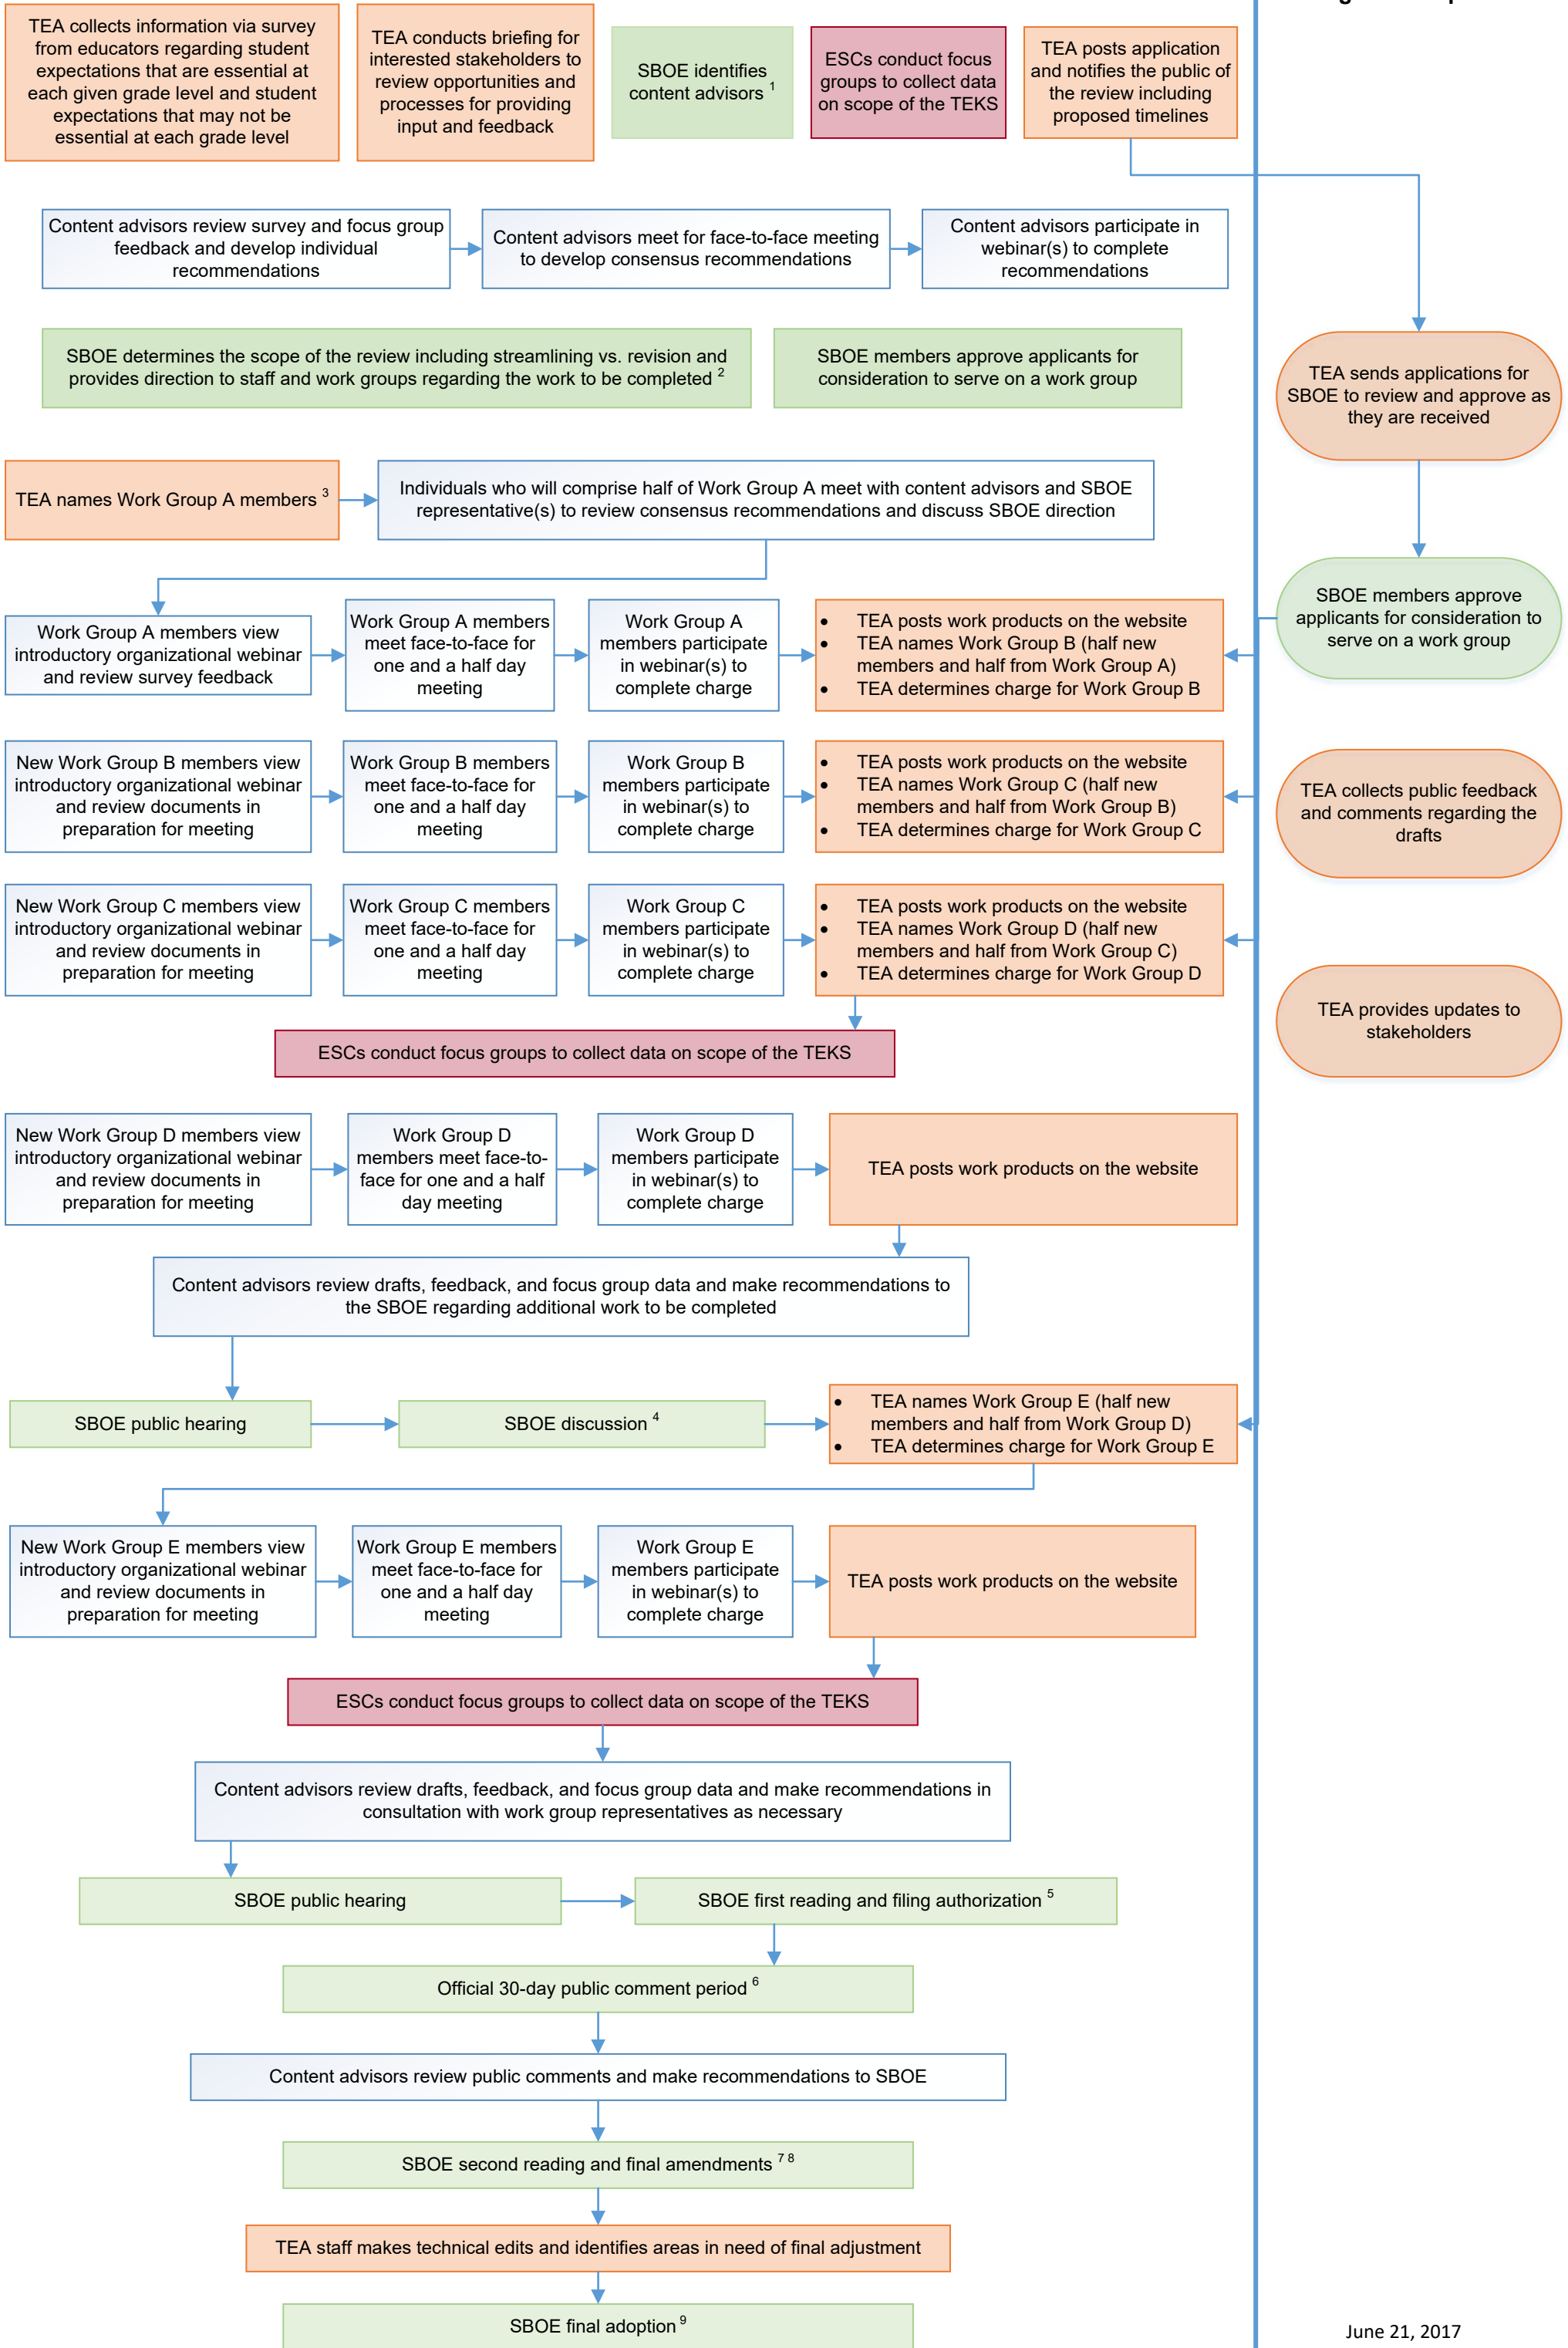 TEA collects information via survey
from educators regarding student
expectations that are essential at
each given grade level and student
expectations that may not be
essential at each grade level
TEA conducts briefing for
interested stakeholders to
review opportunities and
processes for providing
input and feedback
SBOE identifies
content advisors 1
ESCs conduct focus
groups to collect data
on scope of the TEKS
TEA posts application
and notifies the public of
the review including
proposed timelines
Content advisors review survey and focus group
feedback and develop individual
recommendations
Content advisors meet for face-to-face meeting
to develop consensus recommendations
Content advisors participate in
webinar(s) to complete
recommendations
SBOE determines the scope of the review including streamlining vs. revision and
provides direction to staff and work groups regarding the work to be completed 2
SBOE members approve applicants for
consideration to serve on a work group
TEA sends applications for
SBOE to review and approve as
they are received
TEA names Work Group A members 3
Individuals who will comprise half of Work Group A meet with content advisors and SBOE
representative(s) to review consensus recommendations and discuss SBOE direction
SBOE members approve
applicants for consideration to
serve on a work group
Work Group A members view
introductory organizational webinar
and review survey feedback
Work Group A members
meet face-to-face for
one and a half day
meeting
Work Group A
members participate
in webinar(s) to
complete charge
• TEA posts work products on the website
• TEA names Work Group B (half new
members and half from Work Group A)
• TEA determines charge for Work Group B
New Work Group B members view
introductory organizational webinar
and review documents in
preparation for meeting
Work Group B members
meet face-to-face for
one and a half day
meeting
Work Group B
members participate
in webinar(s) to
complete charge
• TEA posts work products on the website
• TEA names Work Group C (half new
members and half from Work Group B)
• TEA determines charge for Work Group C
TEA collects public feedback
and comments regarding the
drafts
New Work Group C members view
introductory organizational webinar
and review documents in
preparation for meeting
Work Group C members
meet face-to-face for
one and a half day
meeting
Work Group C
members participate
in webinar(s) to
complete charge
• TEA posts work products on the website
• TEA names Work Group D (half new
members and half from Work Group C)
• TEA determines charge for Work Group D
TEA provides updates to
stakeholders
ESCs conduct focus groups to collect data on scope of the TEKS
New Work Group D members view
introductory organizational webinar
and review documents in
preparation for meeting
Work Group D
members meet face-to-
face for one and a half
day meeting
Work Group D
members participate
in webinar(s) to
complete charge
TEA posts work products on the website
Content advisors review drafts, feedback, and focus group data and make recommendations to
the SBOE regarding additional work to be completed
SBOE public hearing
SBOE discussion 4
• TEA names Work Group E (half new
members and half from Work Group D)
• TEA determines charge for Work Group E
New Work Group E members view
introductory organizational webinar
and review documents in
preparation for meeting
Work Group E members
meet face-to-face for
one and a half day
meeting
Work Group E
members participate
in webinar(s) to
complete charge
TEA posts work products on the website
ESCs conduct focus groups to collect data on scope of the TEKS
Content advisors review drafts, feedback, and focus group data and make recommendations in
consultation with work group representatives as necessary
SBOE public hearing
SBOE first reading and filing authorization 5
Official 30-day public comment period 6
Content advisors review public comments and make recommendations to SBOE
SBOE second reading and final amendments 7 8
TEA staff makes technical edits and identifies areas in need of final adjustment
SBOE final adoption 9
June 21, 2017